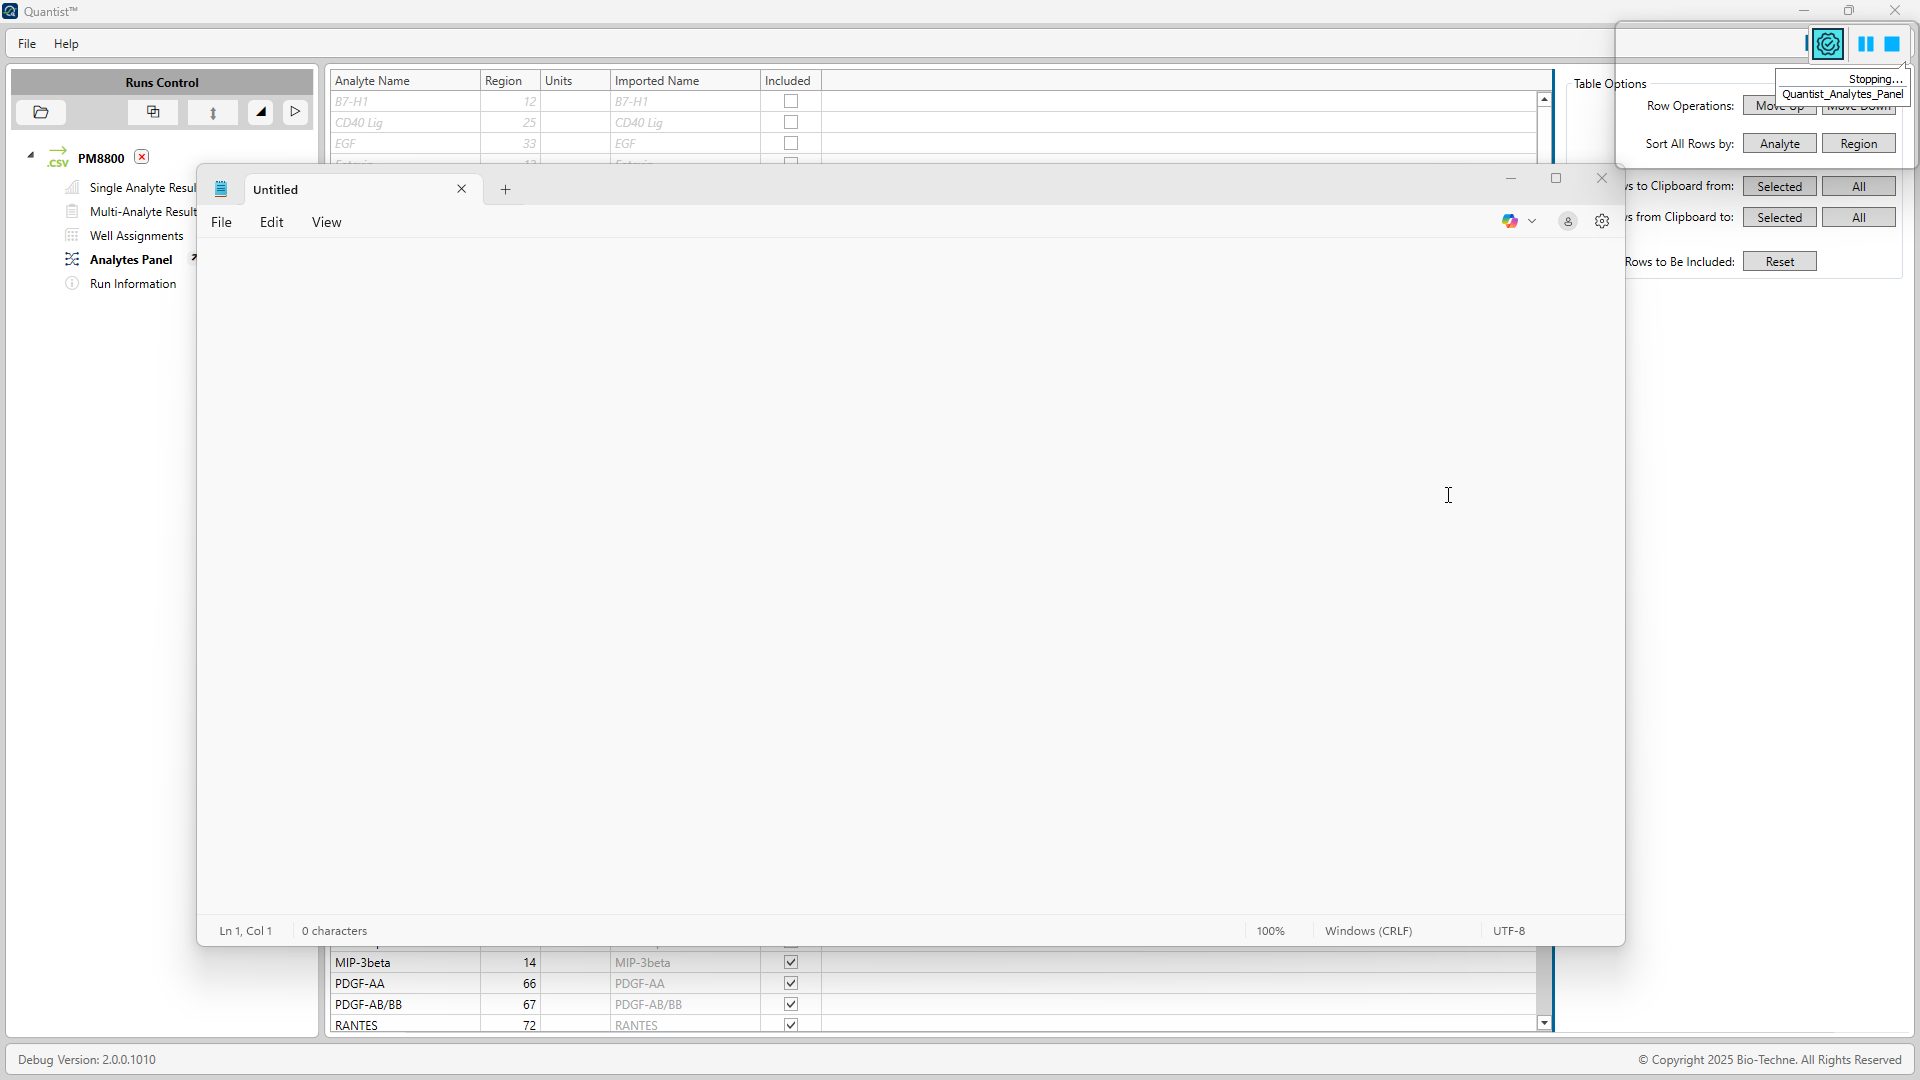 Quantist™
File Help
Runs Control
PM8800
Single Analyte Resul
Multi-Analyte Result
Well Assignments
Analytes Panel
Run Information
Analyte Name Region Units Imported Name Included
B7-H1 12 B7-H1
CD40 Lig 25 CD40 Lig
EGF 33 EGF
Untitled
File Edit View
Ln 1, Col 1 0 characters 100% Windows (CRLF) UTF-8
MIP-3beta 14 MIP-3beta
PDGF-AA 66 PDGF-AA
PDGF-AB/BB 67 PDGF-AB/BB
RANTES 72 RANTES
Stopping...
Quantist_Analytes_Panel
Table Options
Row Operations: Move Up Move Down
Sort All Rows by: Analyte Region
s to Clipboard from: Selected All
s from Clipboard to: Selected All
Rows to Be Included: Reset
Debug Version: 2.0.0.1010
© Copyright 2025 Bio-Techne. All Rights Reserved